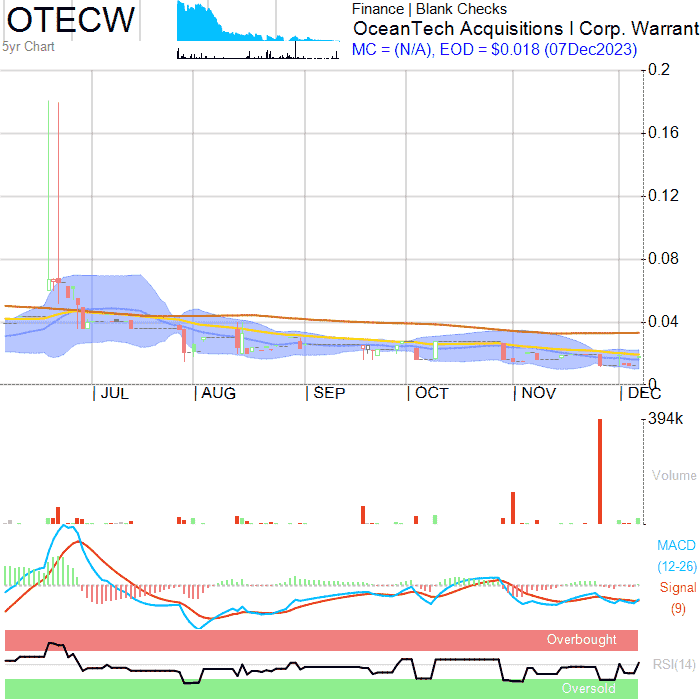 OTECW
5yr Chart
Finance | Blank Checks
OceanTech Acquisitions I Corp. Warrant
MC = (N/A), EOD = $0.018 (07Dec2023)
0.2
0.16
0.12
0.08
0.04
0
JUL AUG SEP OCT NOV DEC
394k
Volume
MACD
(12-26)
Signal
(9)
Overbought
RSI(14)
Oversold